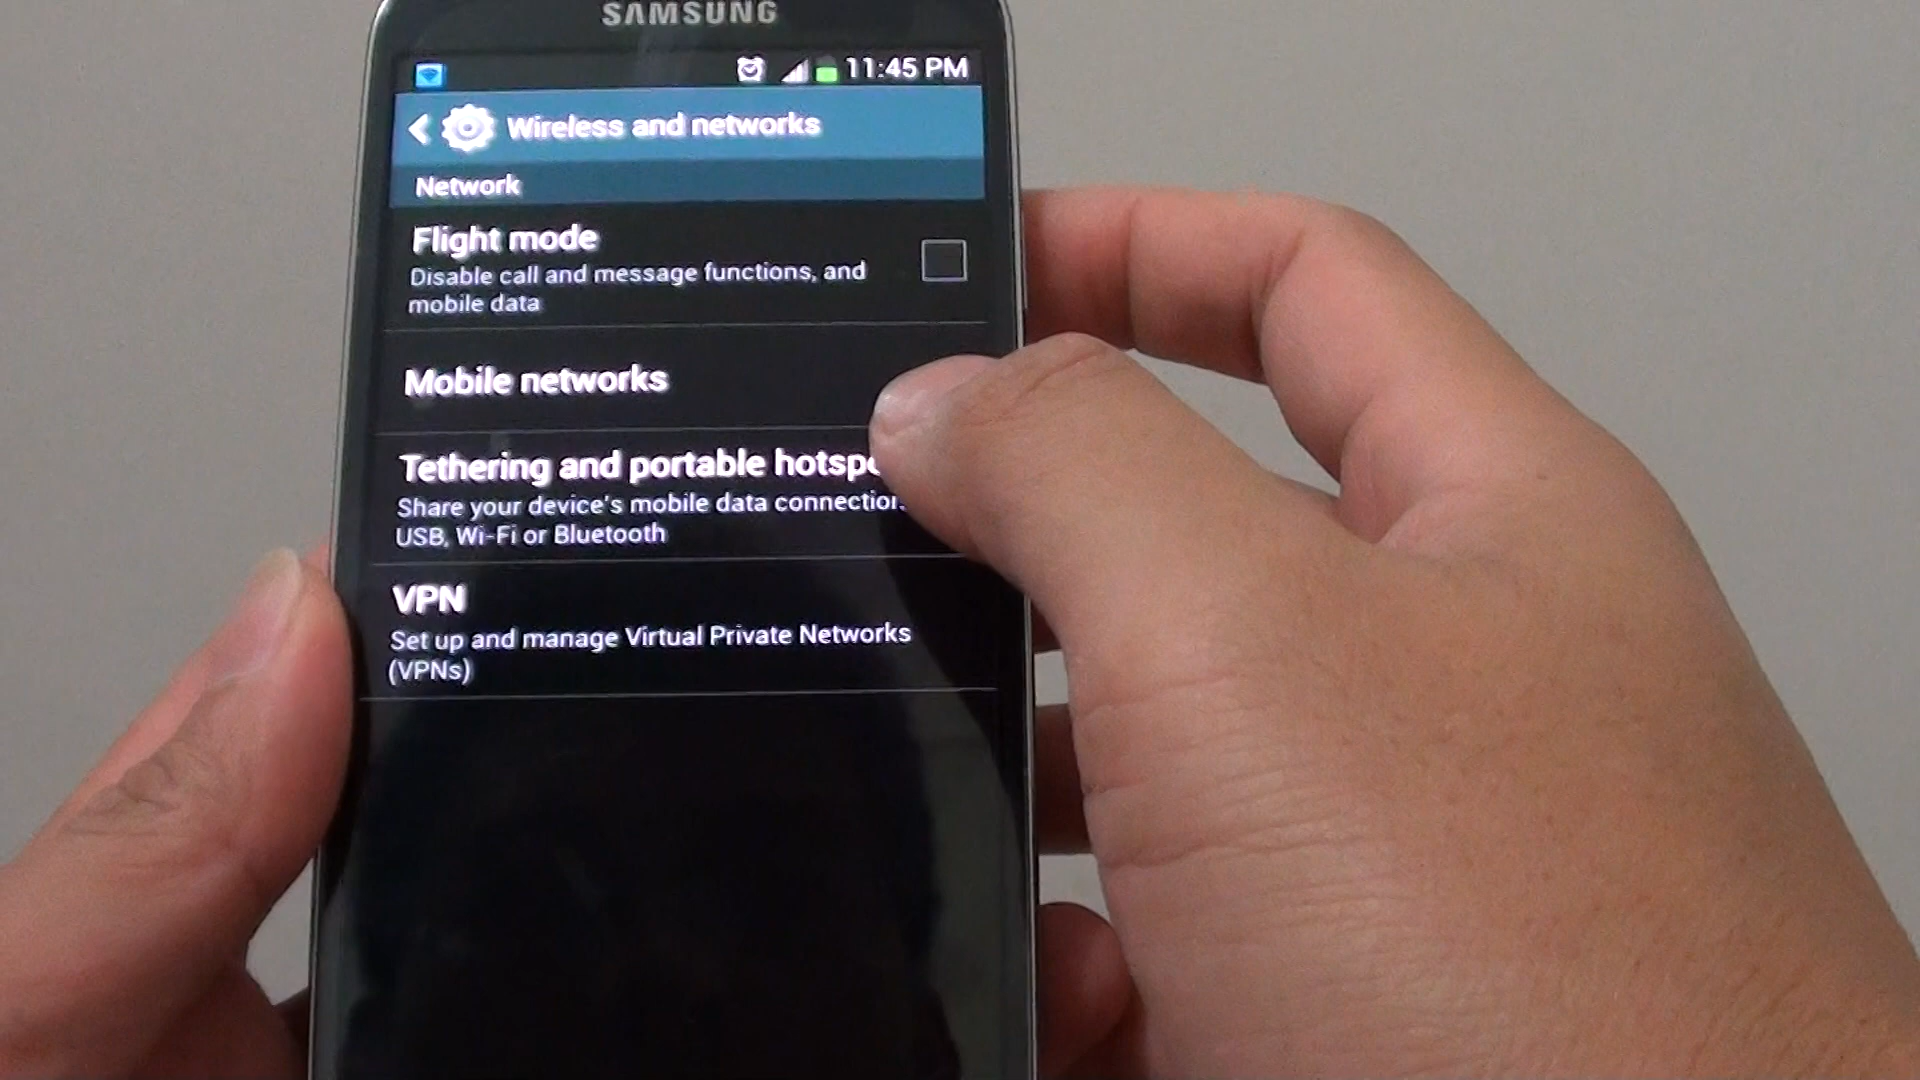 SAMSUNG
11:45 PM
Wireless and networks
Network
Flight mode
Disable call and message functions, and
mobile data
Mobile networks
Tethering and portable
Share your device's mobile data
USB, Wi-Fi or Bluetooth
VPN
Set up and manage Virtual Private Networks
(VPNs)